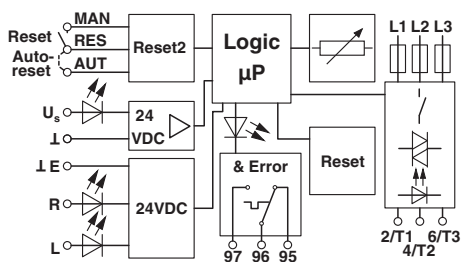 MAN
Reset
RES
Auto-
reset
AUT
Reset2
Logic
µP
L1 L2 L3
Us
24
VDC
⊥
⊥ E
R
L
24VDC
& Error
Reset
97 96 95
2/T1 6/T3
4/T2